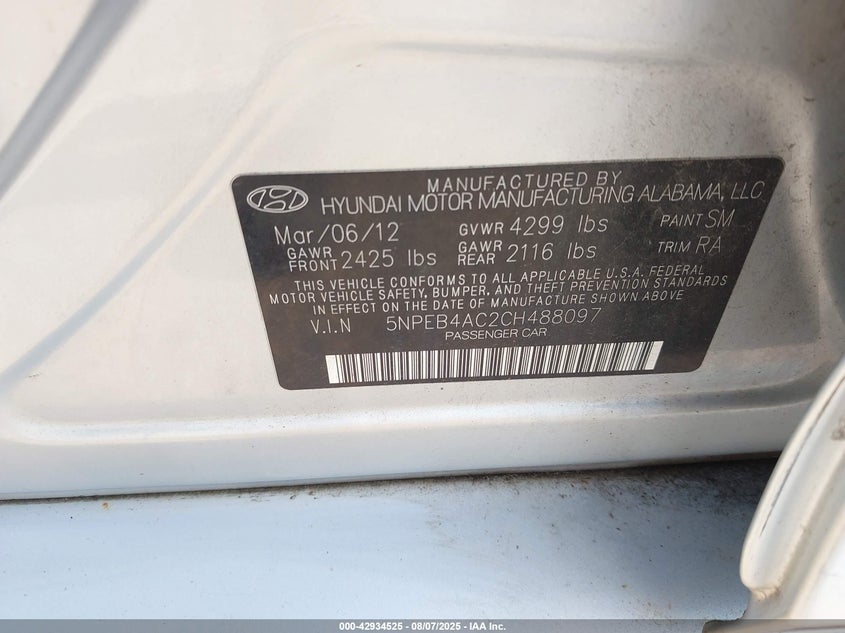 MANUFACTURED BY
HYUNDAI MOTOR MANUFACTURING ALABAMA, LLC
Mar/06/12 GVWR 4299 lbs PAINT SM
GAWR FRONT 2425 lbs GAWR REAR 2116 lbs TRIM RA
THIS VEHICLE CONFORMS TO ALL APPLICABLE U.S.A. FEDERAL
MOTOR VEHICLE SAFETY, BUMPER, AND THEFT PREVENTION STANDARDS
IN EFFECT ON THE DATE OF MANUFACTURE SHOWN ABOVE
V.I.N 5NPEB4AC2CH488097
PASSENGER CAR
000-42934525 - 08/07/2025 - IAA Inc.